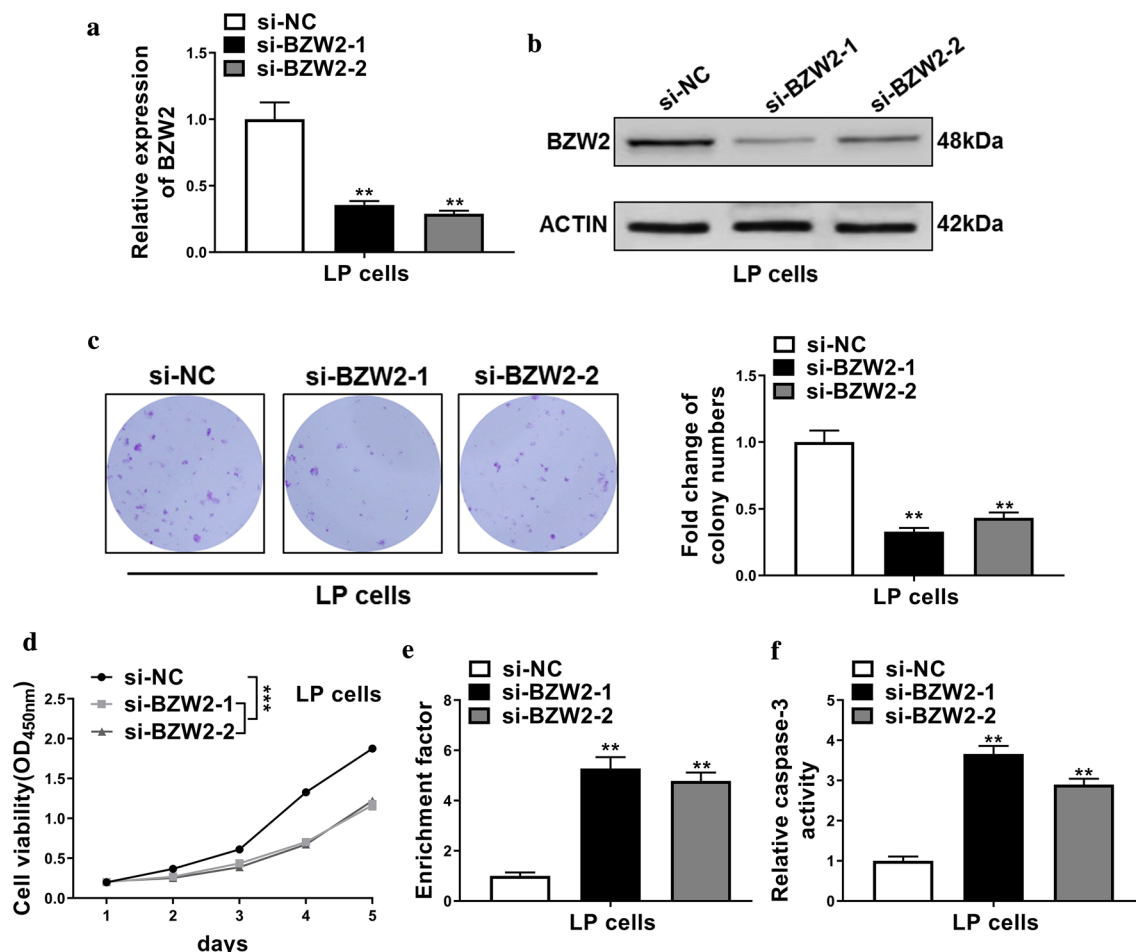 a
si-NC
si-BZW2-1
si-BZW2-2
Relative expression
of BZW2
1.5
1.0
0.5
0.0
**
**
LP cells
b
si-NC
si-BZW2-1
si-BZW2-2
BZW2
48kDa
ACTIN
42kDa
LP cells
c
si-NC
si-BZW2-1
si-BZW2-2
LP cells
si-NC
si-BZW2-1
si-BZW2-2
Fold change of
colony numbers
1.5
1.0
0.5
0.0
**
**
LP cells
d
si-NC
si-BZW2-1
si-BZW2-2
***
LP cells
Cell viability(OD450nm)
2.5
2.0
1.5
1.0
0.5
0.0
1 2 3 4 5
days
e
si-NC
si-BZW2-1
si-BZW2-2
Enrichment factor
8
6
4
2
0
**
**
LP cells
f
si-NC
si-BZW2-1
si-BZW2-2
Relative caspase-3
activity
5
4
3
2
1
0
**
**
LP cells